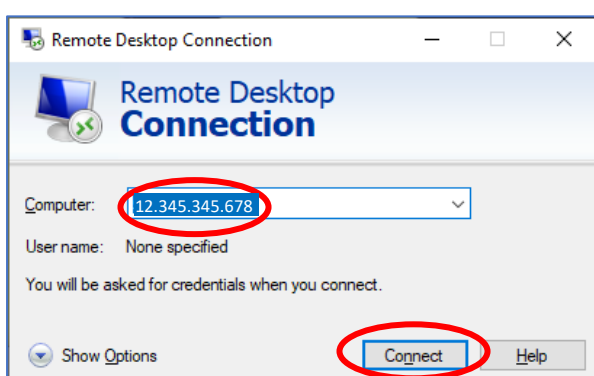 Remote Desktop Connection
Remote Desktop
Connection
Computer: 12.345.345.678
User name: None specified
You will be asked for credentials when you connect.
Show Options Connect Help